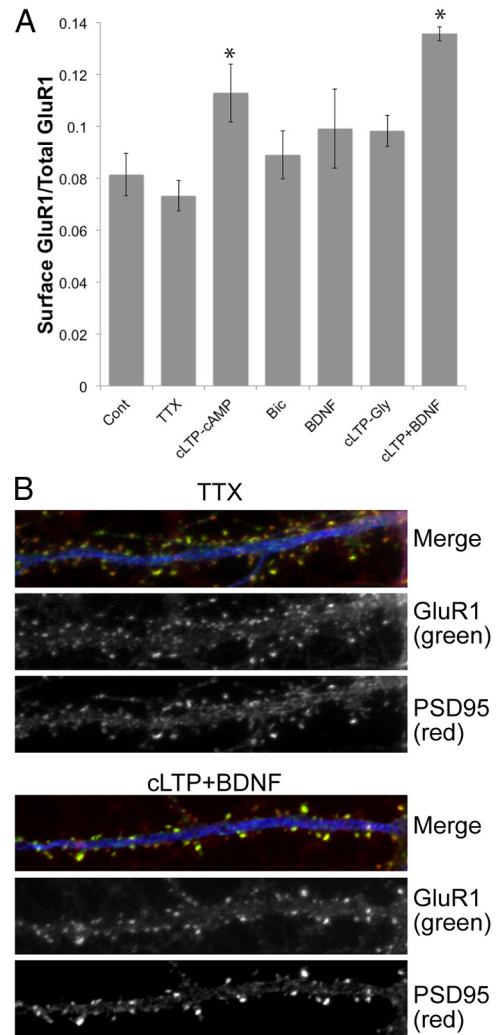 A
0.14
0.12
0.1
0.08
0.06
0.04
0.02
0
Surface GluR1/Total GluR1
*
*
Cont
TTX
cLTP-cAMP
Bic
BDNF
cLTP-Gly
cLTP+BDNF
B
TTX
Merge
GluR1
(green)
PSD95
(red)
cLTP+BDNF
Merge
GluR1
(green)
PSD95
(red)